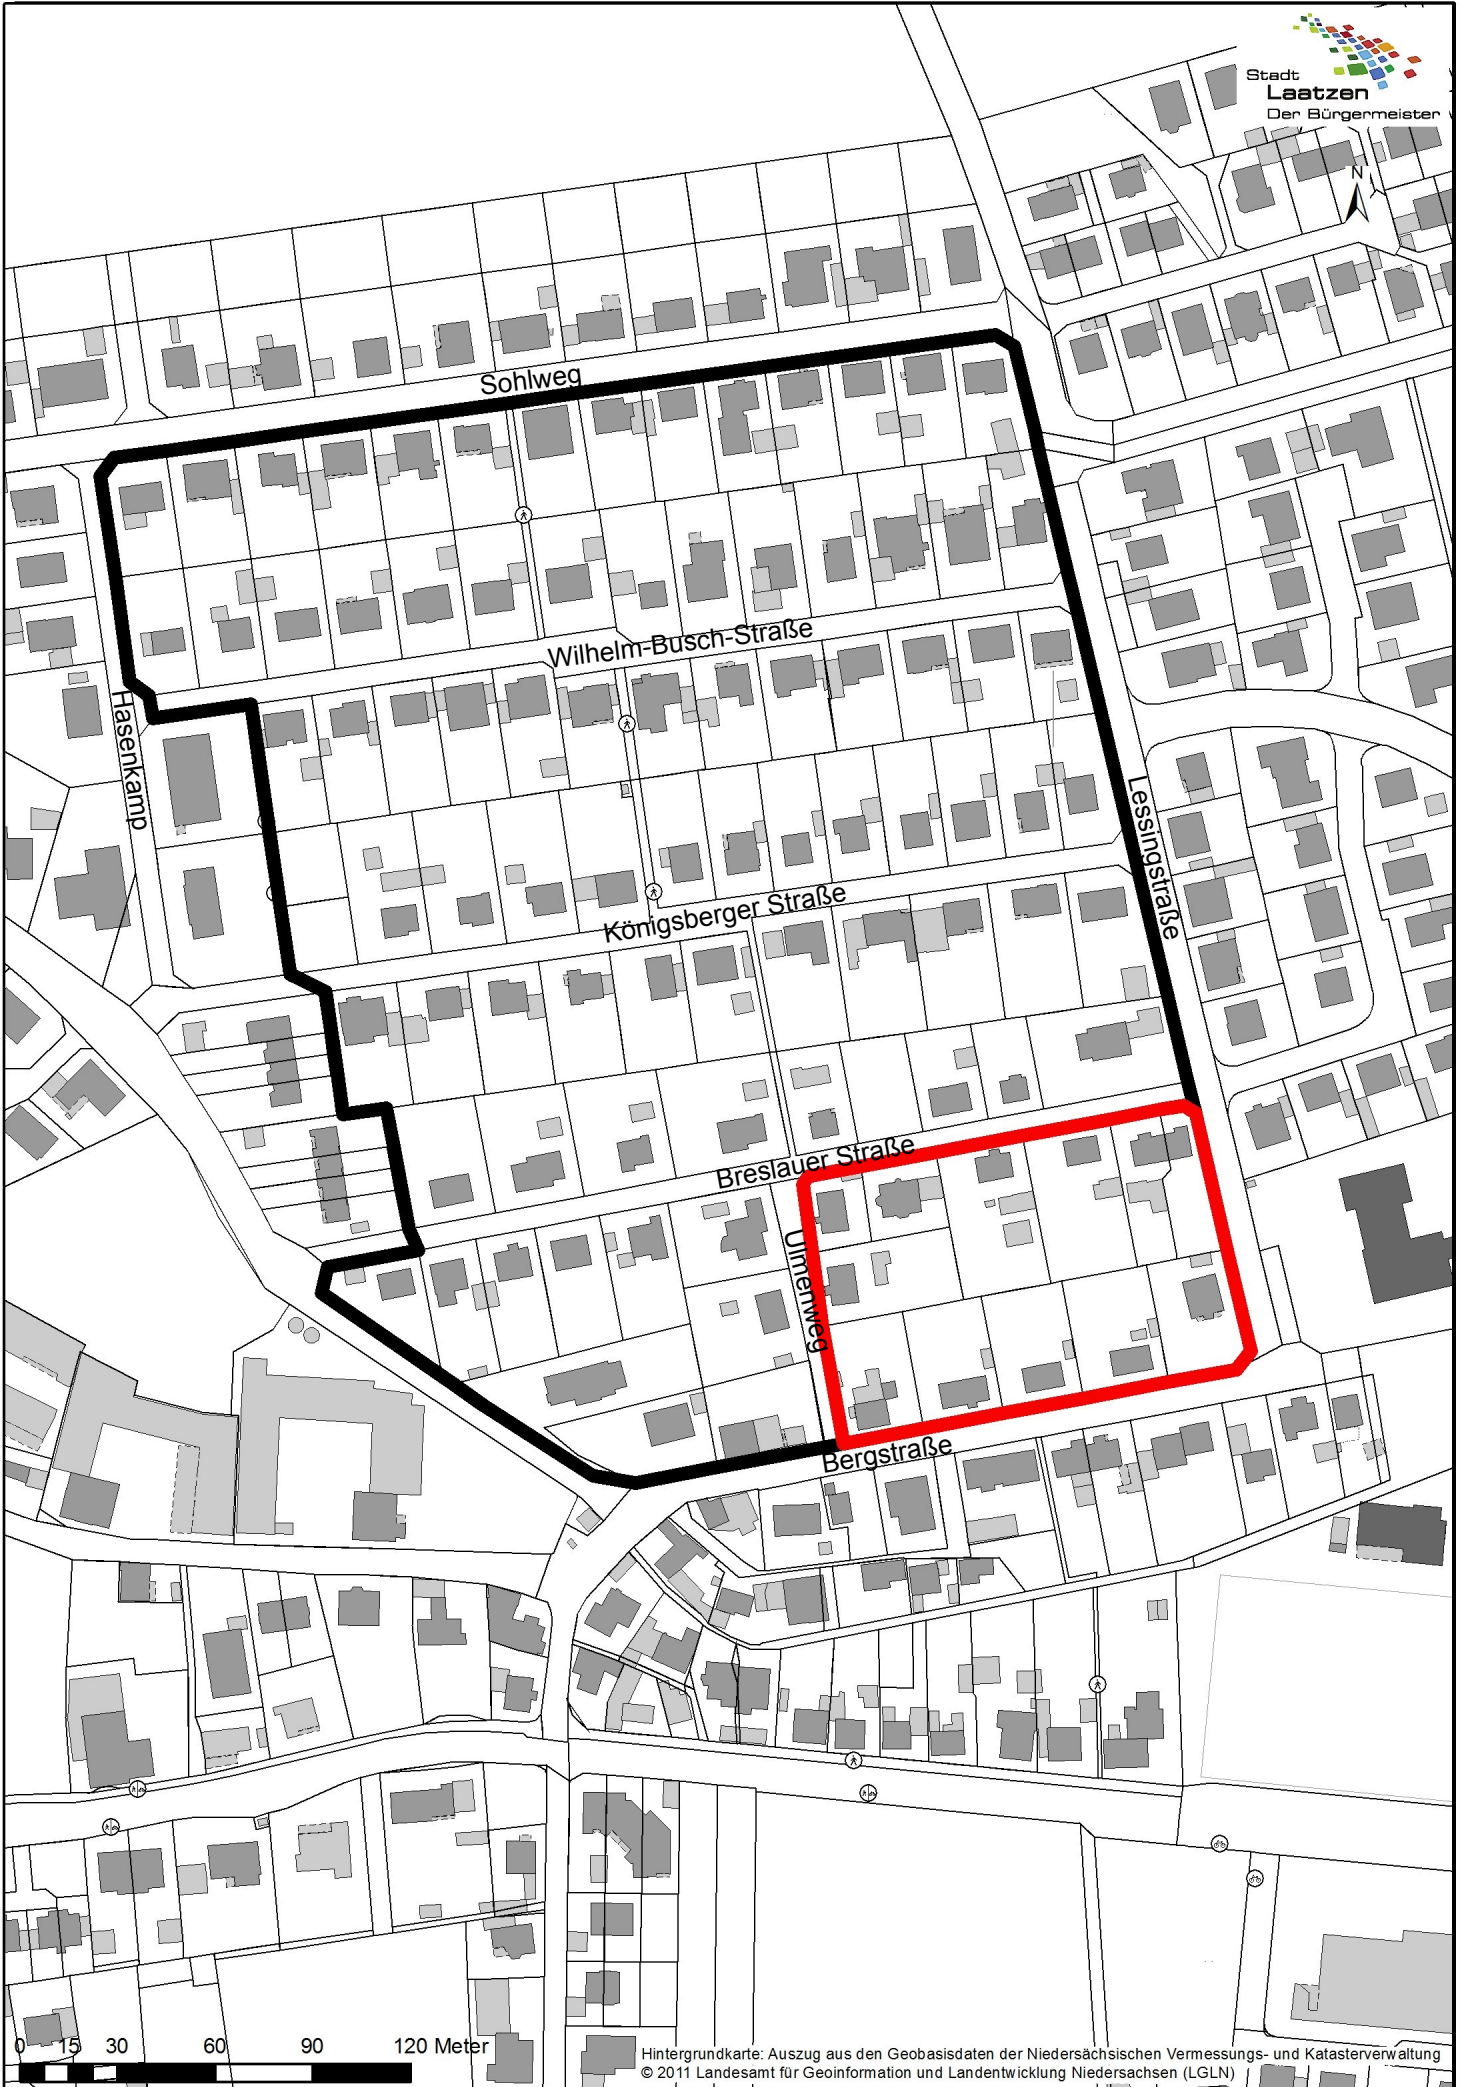 Stadt
Laatzen
Der Bürgermeister
N
Sohlweg
Wilhelm-Busch-Straße
Hasenkamp
Lessingstraße
Königsberger Straße
Breslauer Straße
Ulmenweg
Bergstraße
0 15 30 60 90 120 Meter
Hintergrundkarte: Auszug aus den Geobasisdaten der Niedersächsischen Vermessungs- und Katasterverwaltung
© 2011 Landesamt für Geoinformation und Landentwicklung Niedersachsen (LGLN)